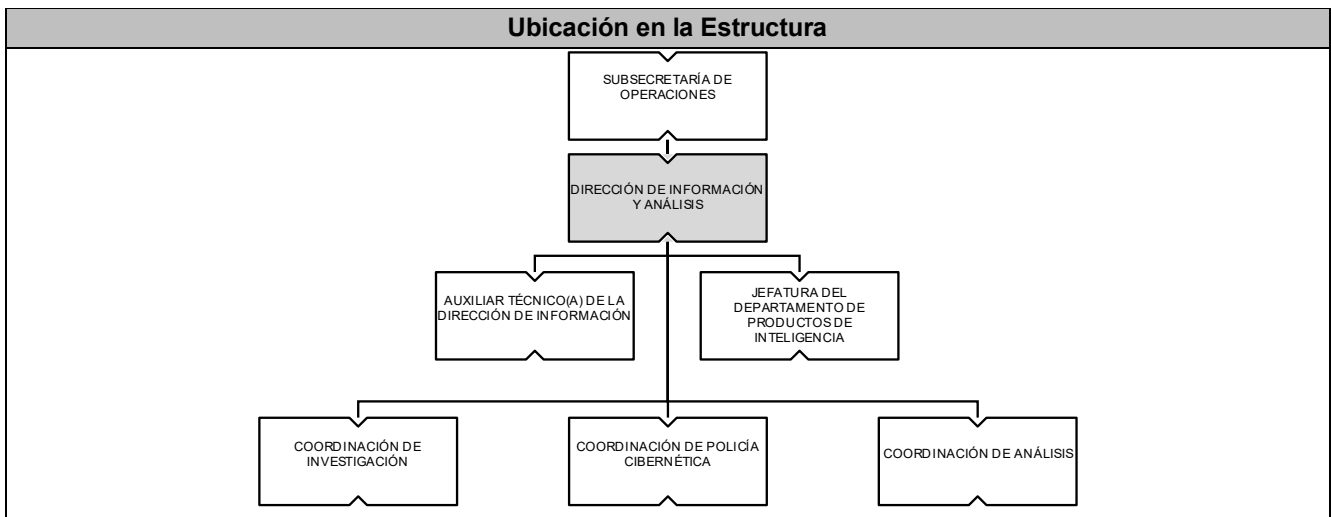 Ubicación en la Estructura
SUBSECRETARÍA DE
OPERACIONES
DIRECCIÓN DE INFORMACIÓN
Y ANÁLISIS
AUXILIAR TÉCNICO(A) DE LA
DIRECCIÓN DE INFORMACIÓN
JEFATURA DEL
DEPARTAMENTO DE
PRODUCTOS DE
INTELIGENCIA
COORDINACIÓN DE
INVESTIGACIÓN
COORDINACIÓN DE POLICÍA
CIBERNÉTICA
COORDINACIÓN DE ANÁLISIS